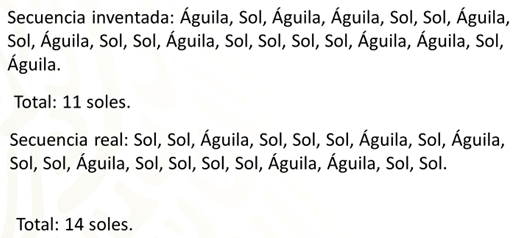 Secuencia inventada: Águila, Sol, Águila, Águila, Sol, Sol, Águila,
Sol, Águila, Sol, Sol, Águila, Sol, Sol, Sol, Sol, Águila, Águila, Sol,
Águila.
Total: 11 soles.
Secuencia real: Sol, Sol, Águila, Sol, Sol, Sol, Águila, Sol, Águila,
Sol, Sol, Águila, Sol, Sol, Sol, Sol, Águila, Águila, Sol, Sol.
Total: 14 soles.